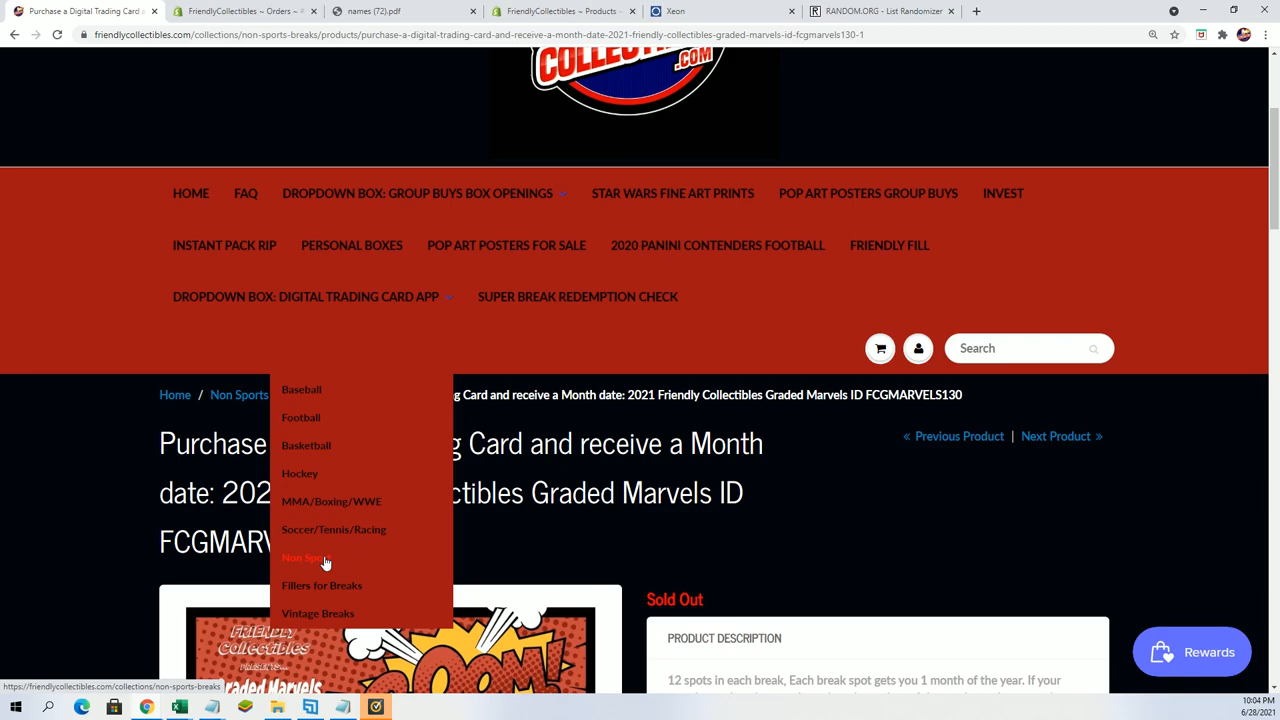 Purchase a Digital Trading Card a
FriendlyCollectibles ~ Orders ~
names (72).pdf
FriendlyCollectibles ~ Products ~
Xeon
RANDOM.ORG - List Randomizer
friendlycollectibles.com/collections/non-sports-breaks/products/purchase-a-digital-trading-card-and-receive-a-month-date-2021-friendly-collectibles-graded-marvels-id-fcgmarvels130-1
.COM
HOME FAQ DROPDOWN BOX: GROUP BUYS BOX OPENINGS STAR WARS FINE ART PRINTS POP ART POSTERS GROUP BUYS INVEST
INSTANT PACK RIP PERSONAL BOXES POP ART POSTERS FOR SALE 2020 PANINI CONTENDERS FOOTBALL FRIENDLY FILL
DROPDOWN BOX: DIGITAL TRADING CARD APP SUPER BREAK REDEMPTION CHECK
Search
Baseball
Football
Basketball
Hockey
MMA/Boxing/WWE
Soccer/Tennis/Racing
Non
Fillers for Breaks
Vintage Breaks
Home / Non Sports g Card and receive a Month date: 2021 Friendly Collectibles Graded Marvels ID FCGMARVELS130
« Previous Product | Next Product »
Purchase g Card and receive a Month
date: 202 ctibles Graded Marvels ID
FCGMARV
Sold Out
PRODUCT DESCRIPTION
12 spots in each break, Each break spot gets you 1 month of the year. If your
FRIENDLY
Collectibles
PRESENTS...
Graded Marvels
Rewards
https://friendlycollectibles.com/collections/non-sports-breaks
10:04 PM
6/28/2021